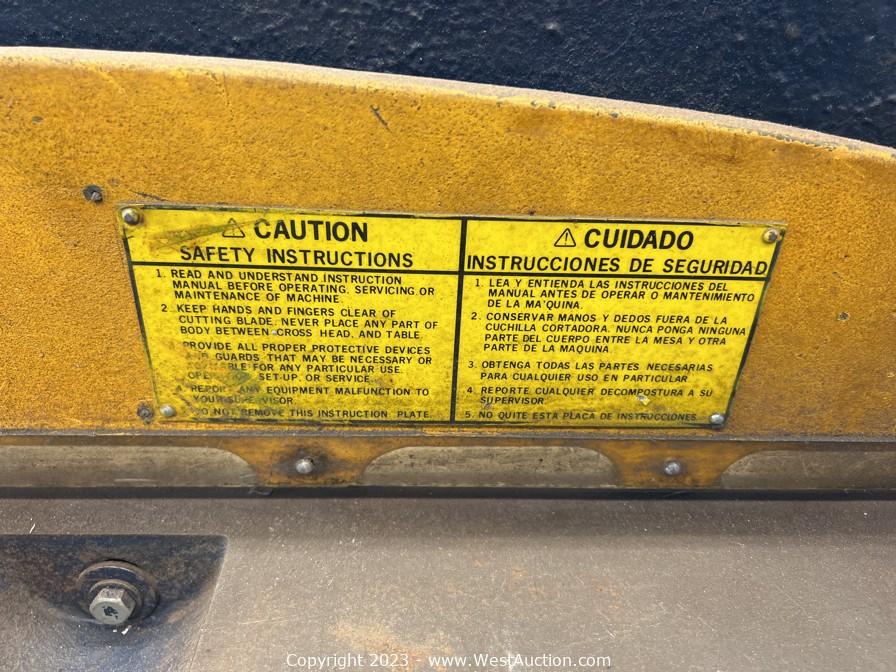 ⚠ CAUTION
SAFETY INSTRUCTIONS
1. READ AND UNDERSTAND INSTRUCTION
MANUAL BEFORE OPERATING, SERVICING OR
MAINTENANCE OF MACHINE.
2. KEEP HANDS AND FINGERS CLEAR OF
CUTTING BLADE. NEVER PLACE ANY PART OF
BODY BETWEEN CROSS HEAD, AND TABLE.
PROVIDE ALL PROPER PROTECTIVE DEVICES
GUARDS THAT MAY BE NECESSARY OR
FOR ANY PARTICULAR USE,
SET-UP, OR SERVICE.
4. REPORT ANY EQUIPMENT MALFUNCTION TO
YOUR SUPERVISOR
DO NOT REMOVE THIS INSTRUCTION PLATE.
⚠ CUIDADO
INSTRUCCIONES DE SEGURIDAD
1. LEA Y ENTIENDA LAS INSTRUCCIONES DEL
MANUAL ANTES DE OPERAR O MANTENIMIENTO
DE LA MA'QUINA.
2. CONSERVAR MANOS Y DEDOS FUERA DE LA
CUCHILLA CORTADORA. NUNCA PONGA NINGUNA
PARTE DEL CUERPO ENTRE LA MESA Y OTRA
PARTE DE LA MAQUINA
3. OBTENGA TODAS LAS PARTES NECESARIAS
PARA CUALQUIER USO EN PARTICULAR
4. REPORTE CUALQUIER DECOMPOSTURA A SU
SUPERVISOR
5. NO QUITE ESTA PLACA DE INSTRUCCIONES.
Copyright 2023 - www.WestAuction.com